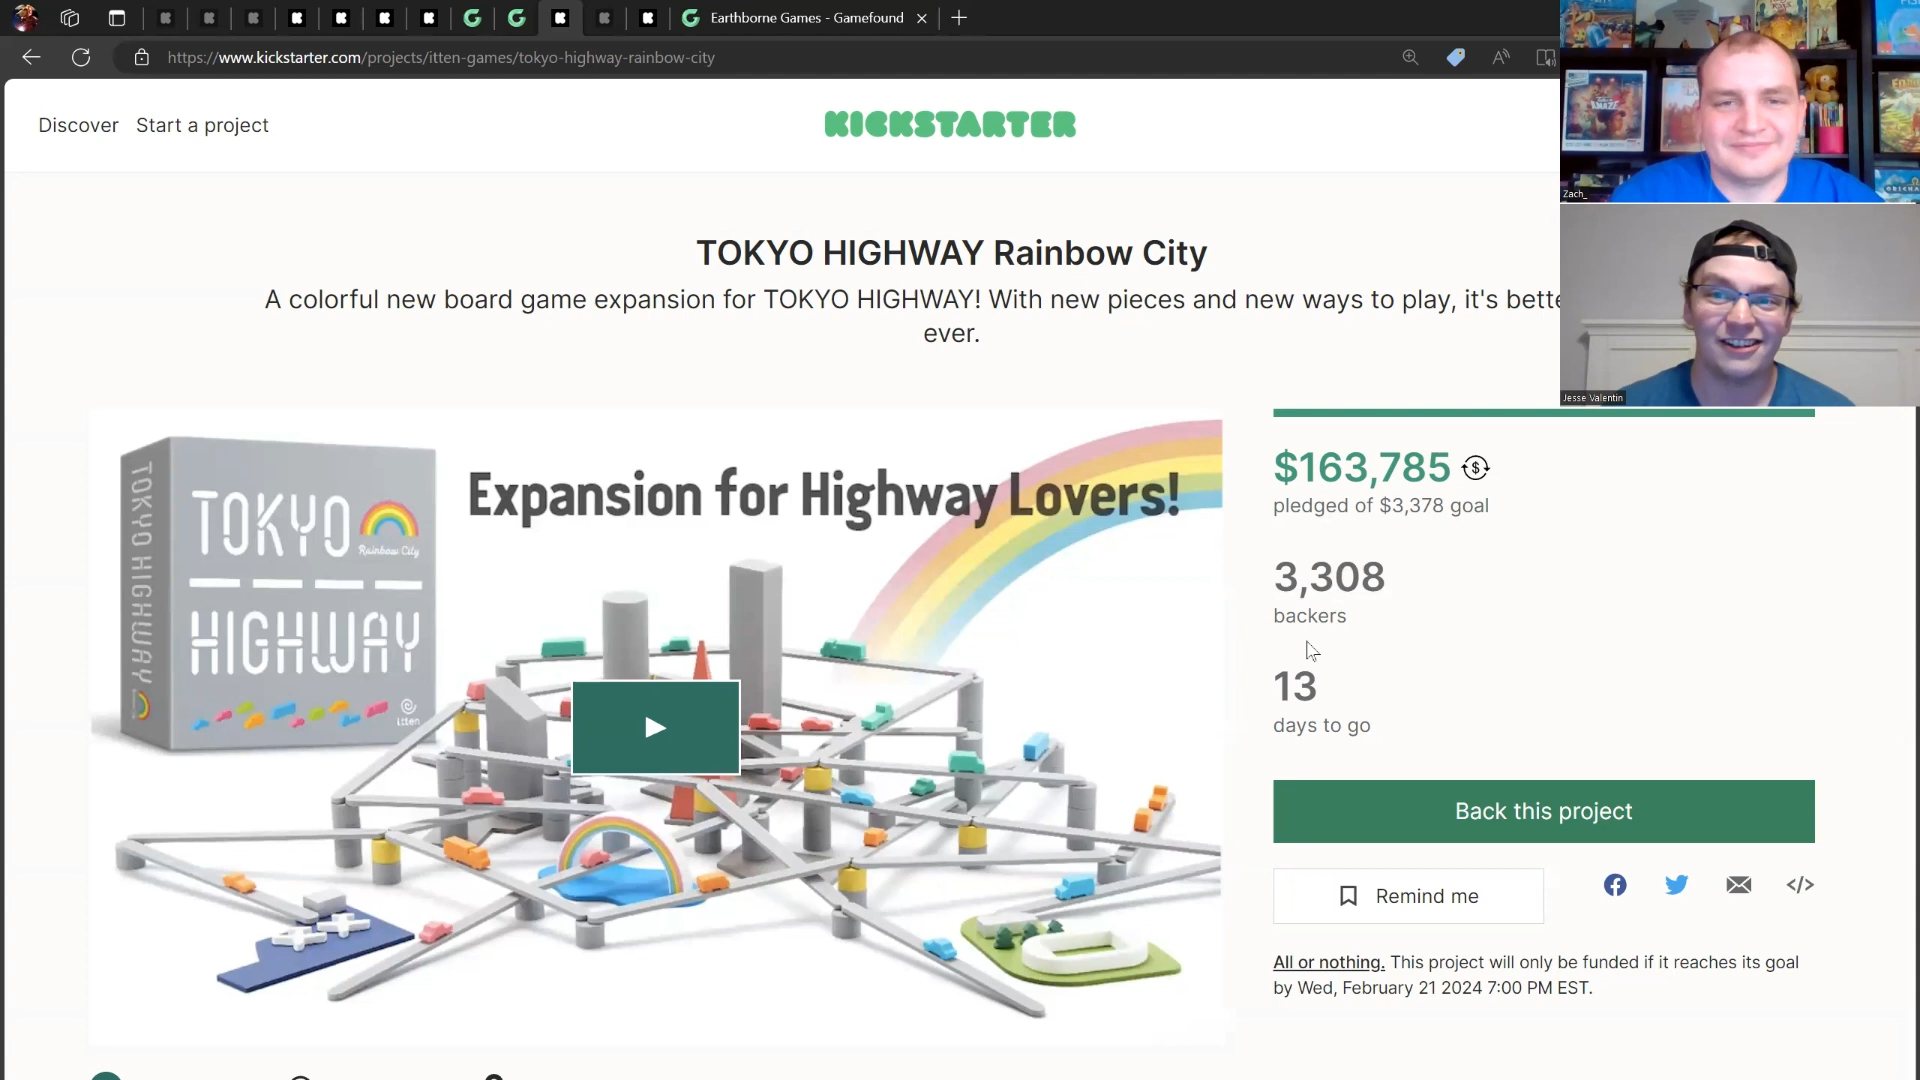 Earthborne Games - Gamefound
https://www.kickstarter.com/projects/itten-games/tokyo-highway-rainbow-city
Discover Start a project
KICKSTARTER
Zach_
Jesse Valentin
TOKYO HIGHWAY Rainbow City
A colorful new board game expansion for TOKYO HIGHWAY! With new pieces and new ways to play, it's bette
ever.
Expansion for Highway Lovers!
TOKYO HIGHWAY
TOKYO
Rainbow City
HIGHWAY
itten
$163,785
pledged of $3,378 goal
3,308
backers
13
days to go
Back this project
Remind me
All or nothing. This project will only be funded if it reaches its goal
by Wed, February 21 2024 7:00 PM EST.